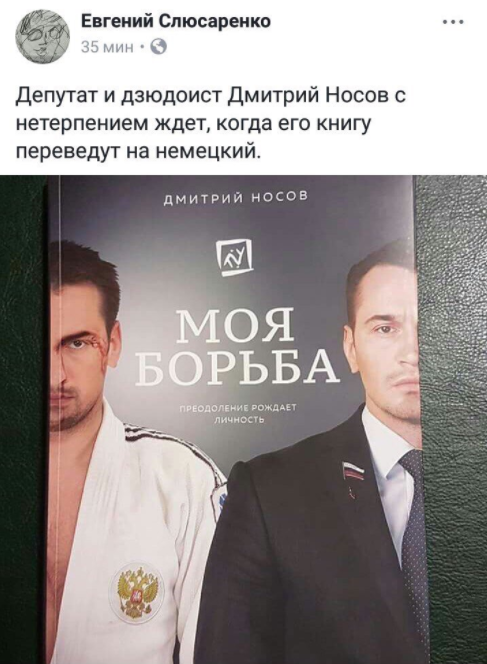 Евгений Слюсаренко
35 мин
Депутат и дзюдоист Дмитрий Носов с
нетерпением ждет, когда его книгу
переведут на немецкий.
ДМИТРИЙ НОСОВ
МОЯ
БОРЬБА
ПРЕОДОЛЕНИЕ РОЖДАЕТ
ЛИЧНОСТЬ